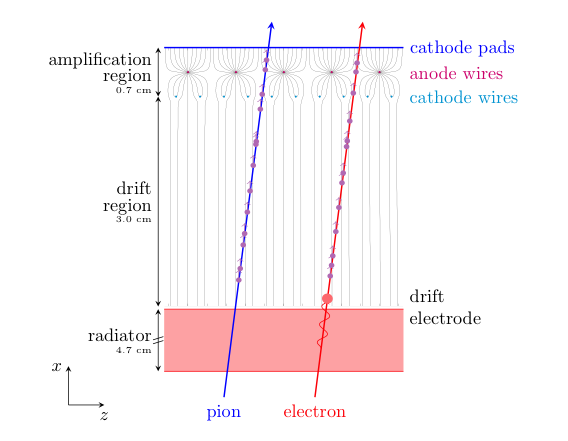 amplification
region
0.7 cm
cathode pads
anode wires
cathode wires
drift
region
3.0 cm
drift
electrode
radiator
4.7 cm
x
z
pion
electron